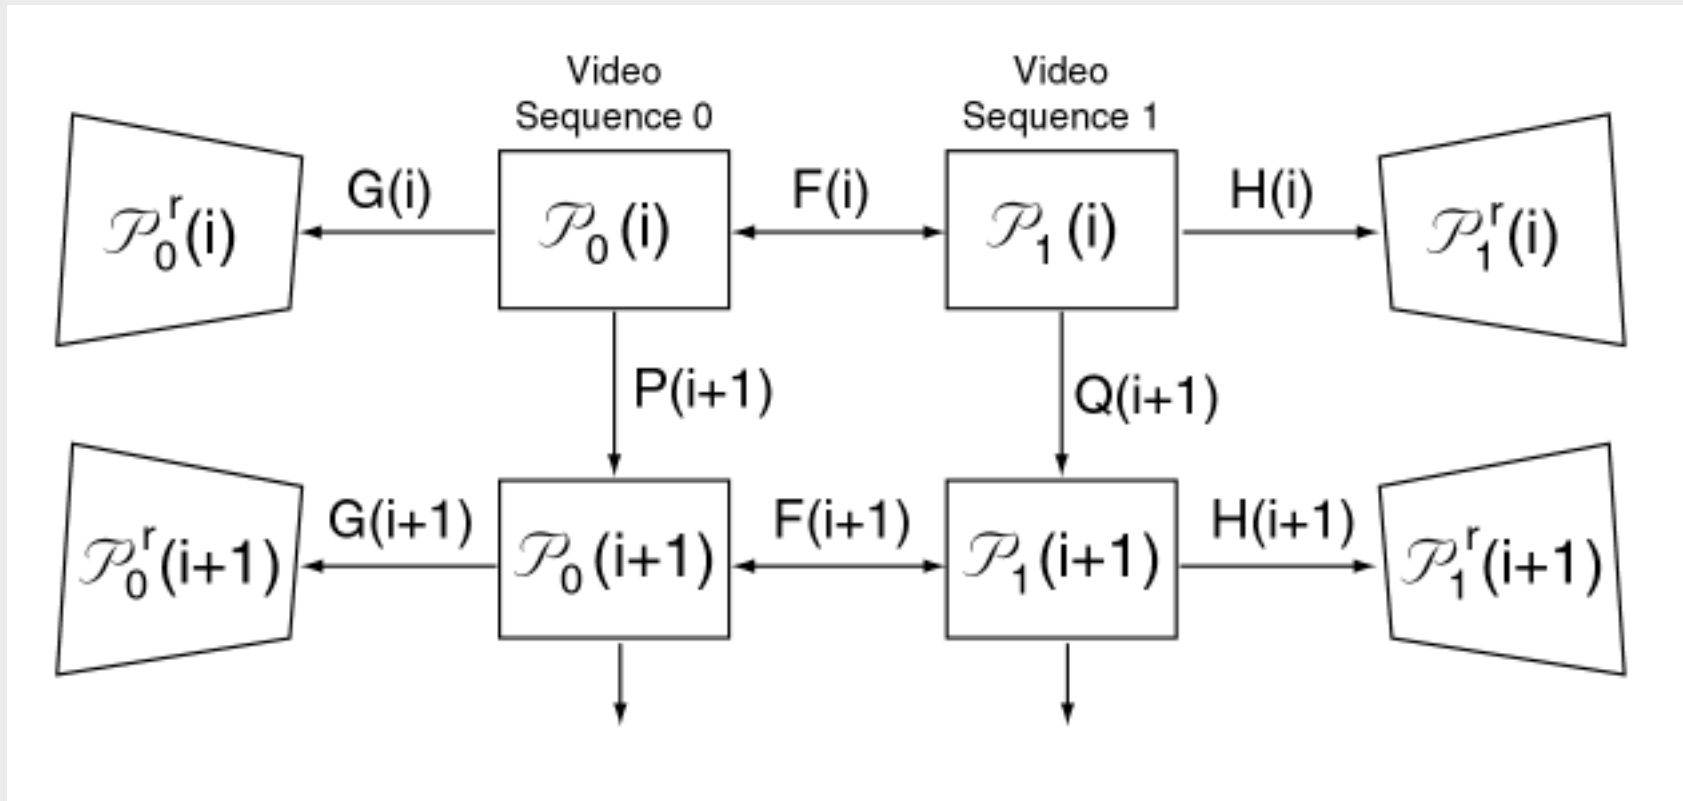 Video Sequence 0
Video Sequence 1
𝒫₀ʳ(i)
G(i)
𝒫₀(i)
F(i)
𝒫₁(i)
H(i)
𝒫₁ʳ(i)
P(i+1)
Q(i+1)
𝒫₀ʳ(i+1)
G(i+1)
𝒫₀(i+1)
F(i+1)
𝒫₁(i+1)
H(i+1)
𝒫₁ʳ(i+1)